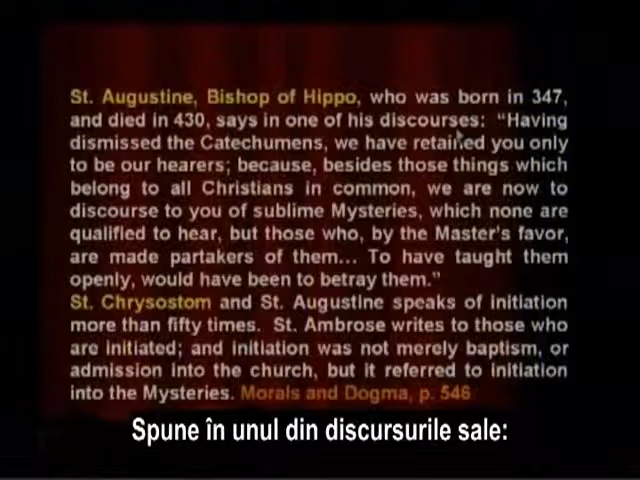 St. Augustine, Bishop of Hippo, who was born in 347,
and died in 430, says in one of his discourses: “Having
dismissed the Catechumens, we have retained you only
to be our hearers; because, besides those things which
belong to all Christians in common, we are now to
discourse to you of sublime Mysteries, which none are
qualified to hear, but those who, by the Master's favor,
are made partakers of them... To have taught them
openly, would have been to betray them.”
St. Chrysostom and St. Augustine speaks of initiation
more than fifty times. St. Ambrose writes to those who
are initiated; and initiation was not merely baptism, or
admission into the church, but it referred to initiation
into the Mysteries. Morals and Dogma, p. 546
Spune în unul din discursurile sale: